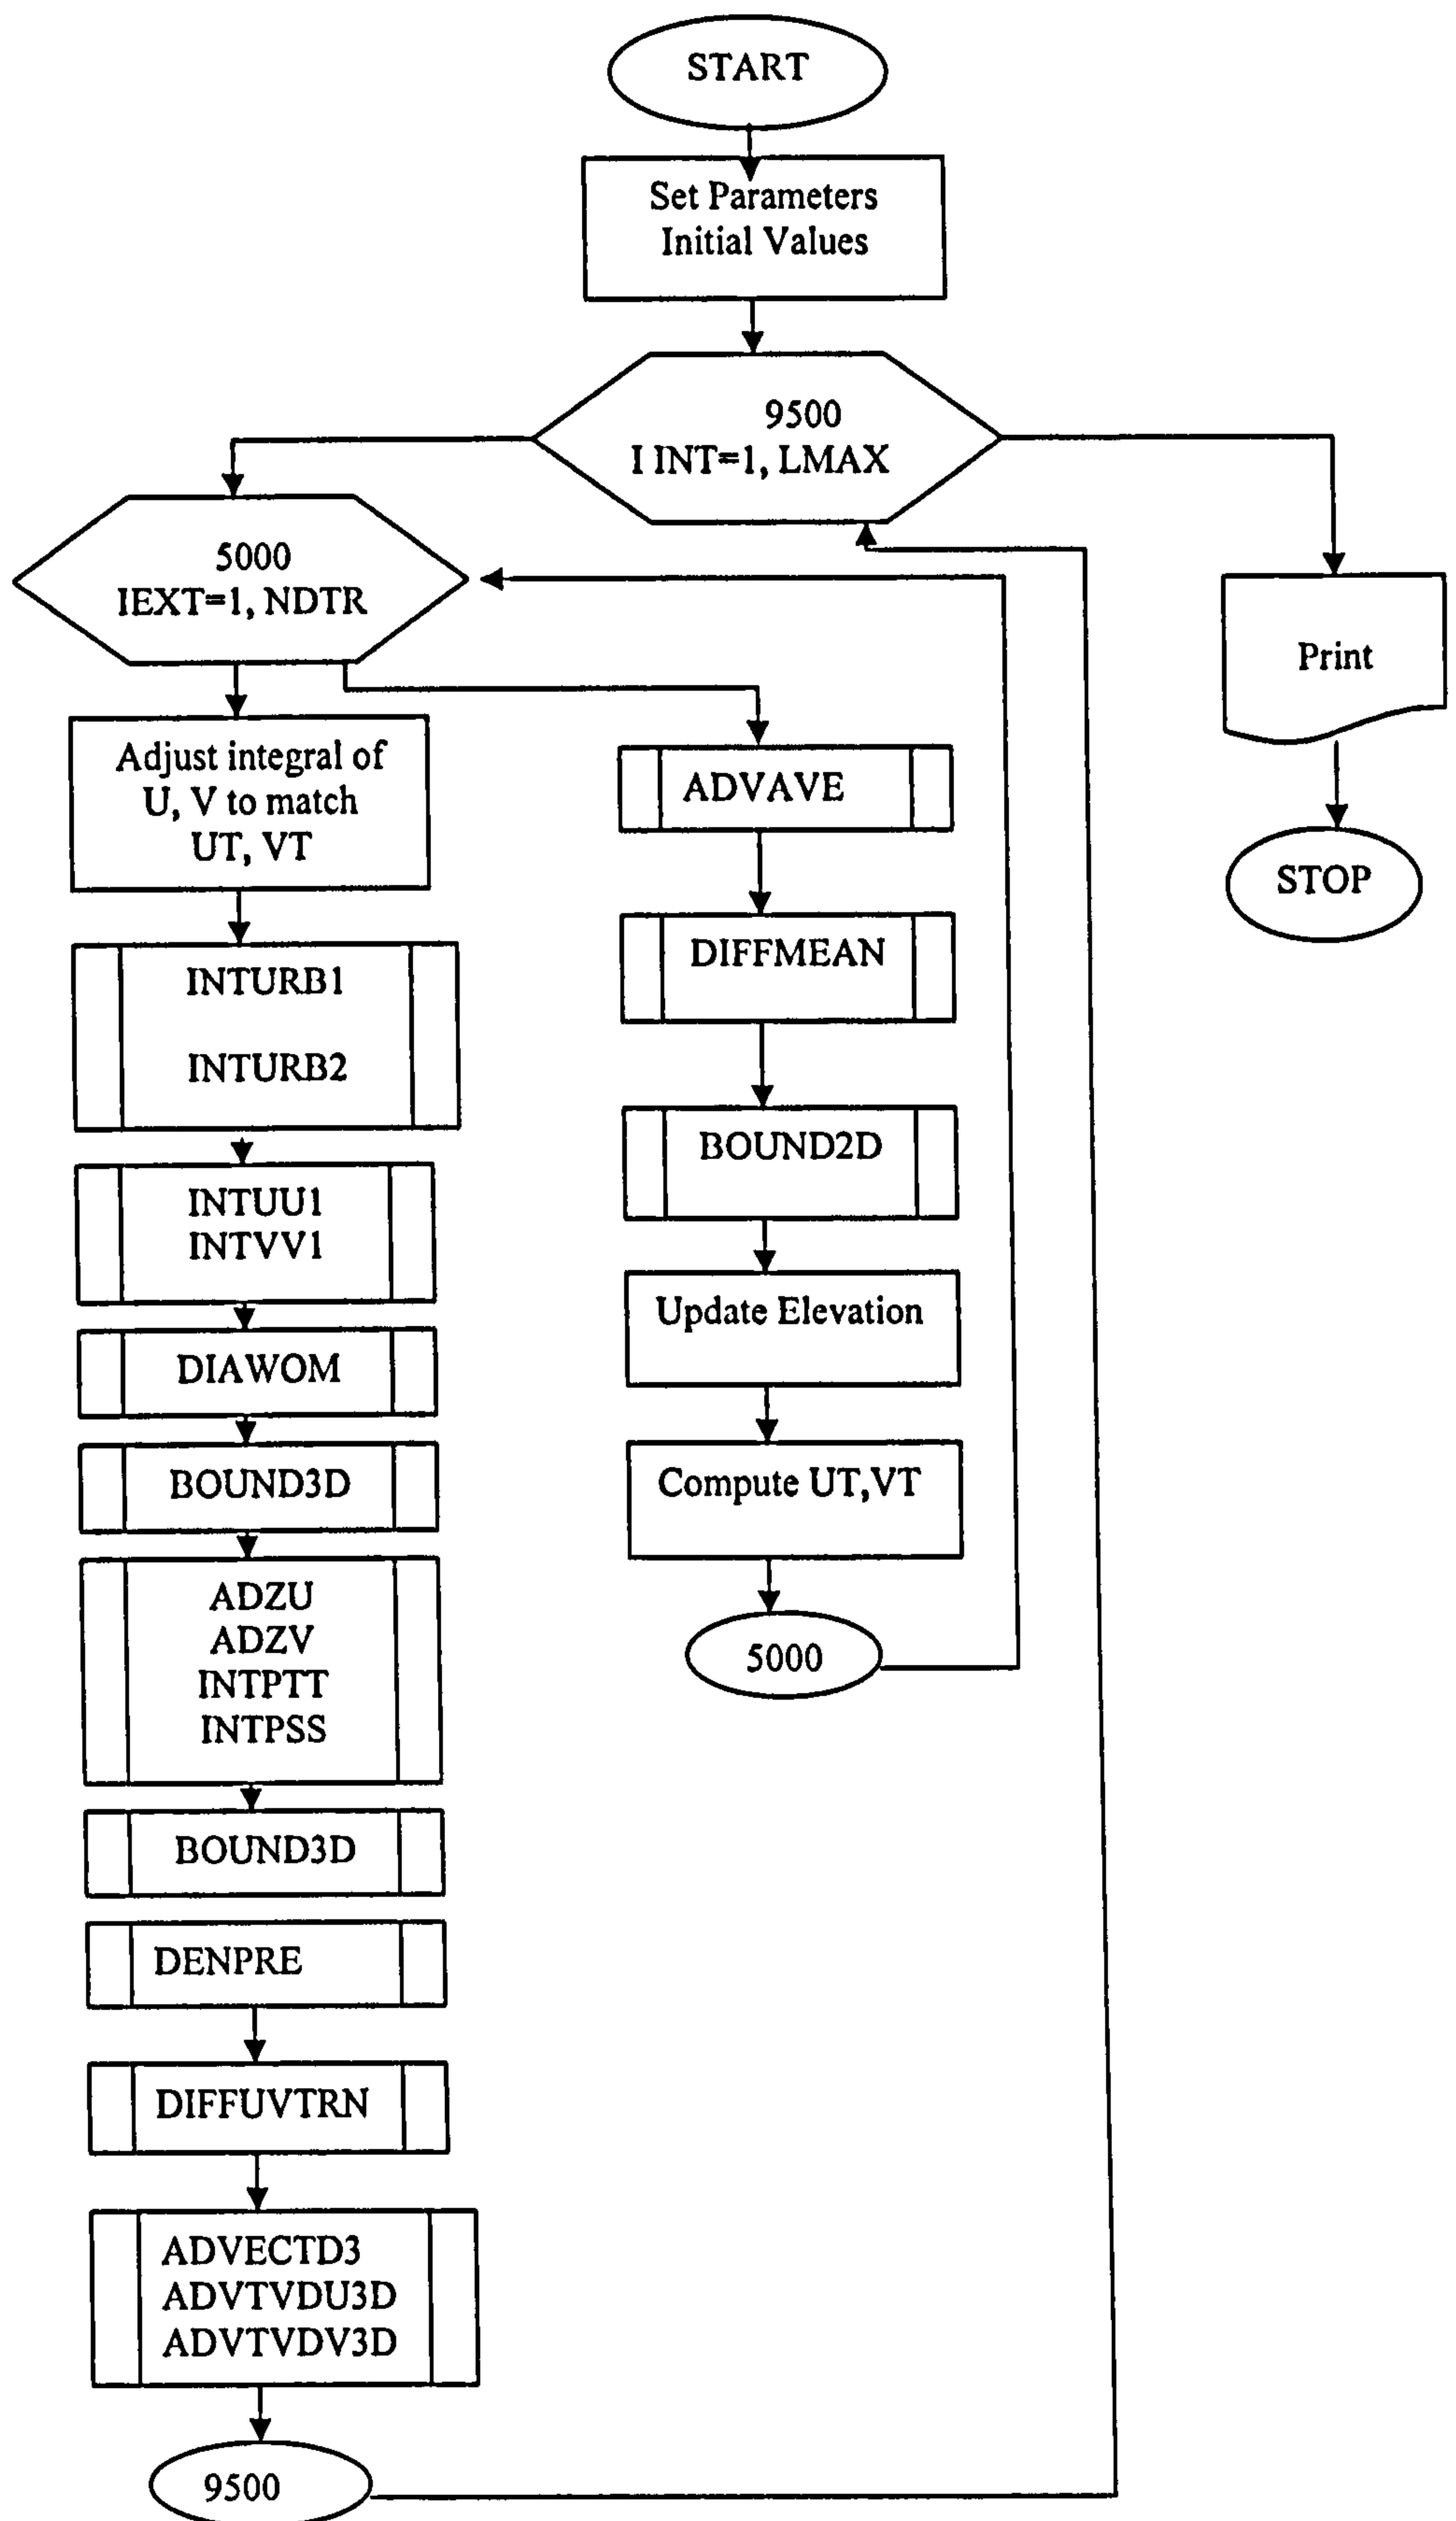 START
Set Parameters
Initial Values
9500
I INT=1, LMAX
5000
IEXT=1, NDTR
Print
STOP
Adjust integral of
U, V to match
UT, VT
INTURB1
INTURB2
INTUU1
INTVV1
DIAWOM
BOUND3D
ADZU
ADZV
INTPTT
INTPSS
BOUND3D
DENPRE
DIFFUVTRN
ADVECTD3
ADVTVDU3D
ADVTVDV3D
9500
ADVAVE
DIFFMEAN
BOUND2D
Update Elevation
Compute UT,VT
5000